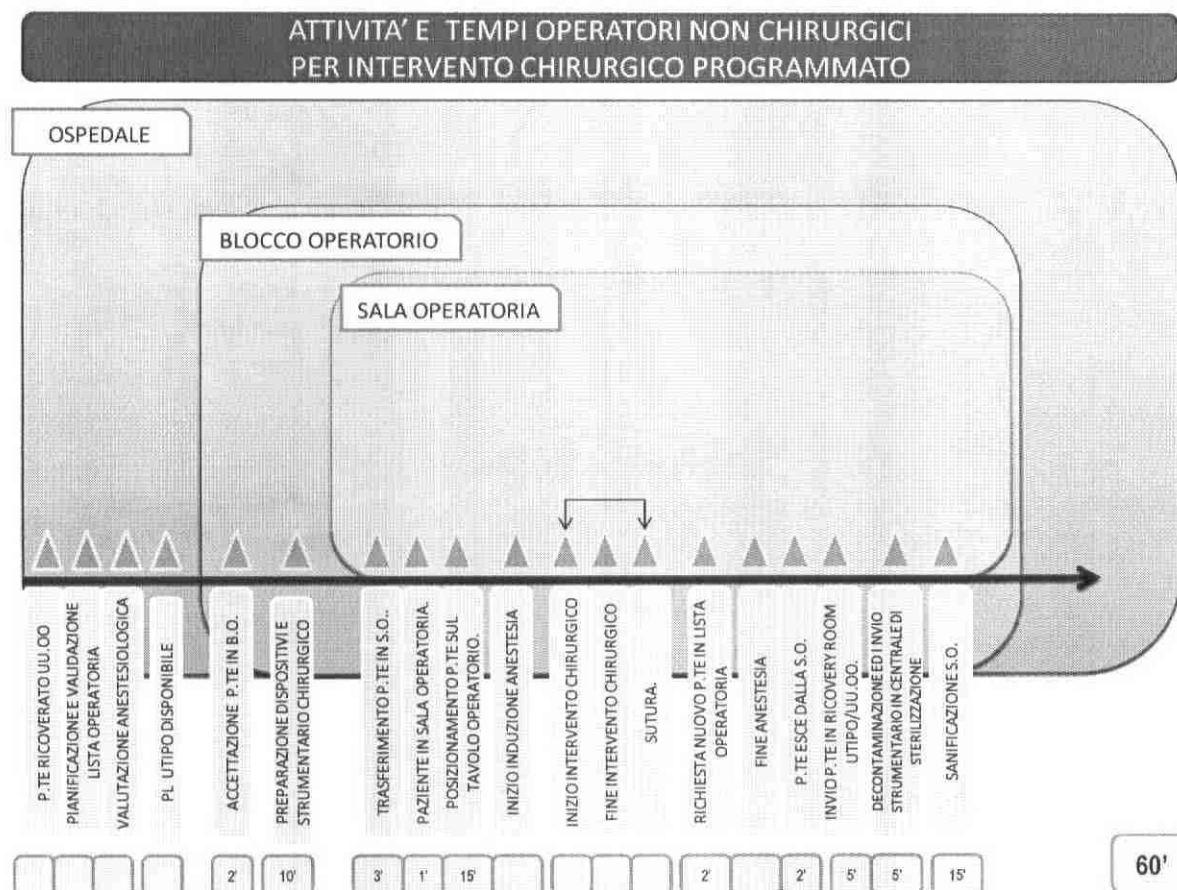 ATTIVITA' E TEMPI OPERATORI NON CHIRURGICI
PER INTERVENTO CHIRURGICO PROGRAMMATO
OSPEDALE
BLOCCO OPERATORIO
SALA OPERATORIA
P.TE RICOVERATO UU.OO
PIANIFICAZIONE E VALIDAZIONE
LISTA OPERATORIA
VALUTAZIONE ANESTESIOLOGICA
PL UTIPO DISPONIBILE
ACCETTAZIONE P.TE IN B.O.
PREPARAZIONE DISPOSITIVI E
STRUMENTARIO CHIRURGICO
TRASFERIMENTO P.TE IN S.O..
PAZIENTE IN SALA OPERATORIA.
POSIZIONAMENTO P.TE SUL
TAVOLO OPERATORIO.
INIZIO INDUZIONE ANESTESIA
INIZIO INTERVENTO CHIRURGICO
FINE INTERVENTO CHIRURGICO
SUTURA.
RICHIESTA NUOVO P.TE IN LISTA
OPERATORIA
FINE ANESTESIA
P.TE ESCE DALLA S.O.
INVIO P.TE IN RICOVERY ROOM
UTIPO/UU.OO.
DECONTAMINAZIONE ED INVIO
STRUMENTARIO IN CENTRALE DI
STERILIZZAZIONE
SANIFICAZIONE S.O.
2' 10' 3' 1' 15' 2' 2' 5' 5' 15' 60'